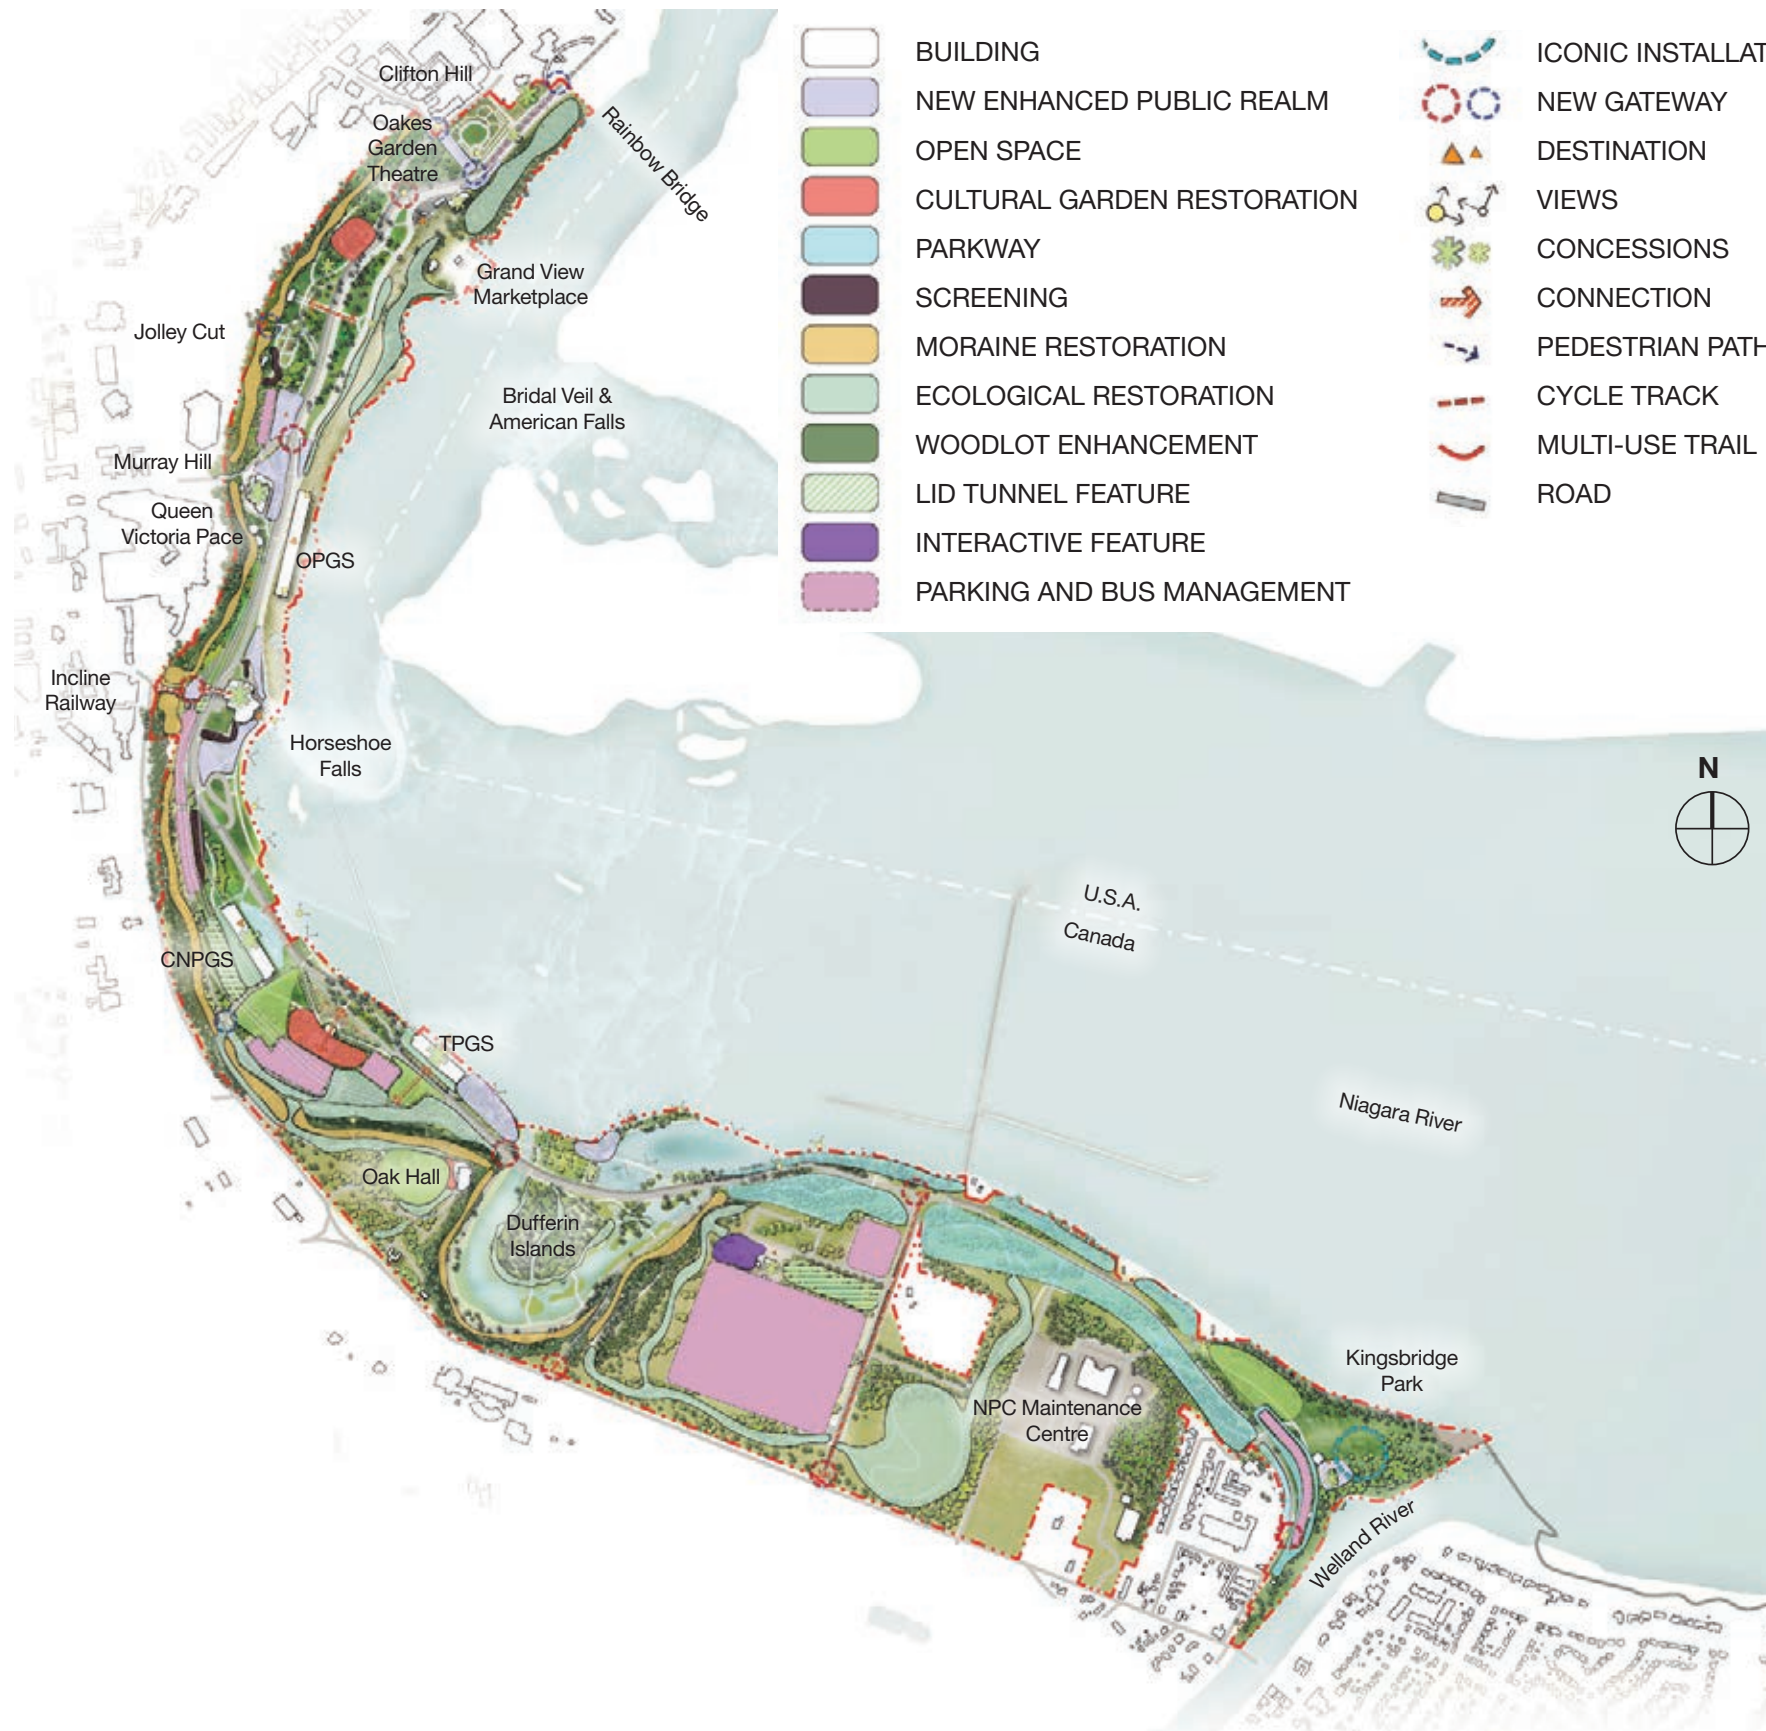 Clifton Hill
Oakes
Garden
Theatre
Rainbow Bridge
Grand View
Marketplace
Jolley Cut
Bridal Veil &
American Falls
Murray Hill
Queen
Victoria Pace
OPGS
Incline
Railway
Horseshoe
Falls
CNPGS
TPGS
Oak Hall
Dufferin
Islands
U.S.A.
Canada
Niagara River
Kingsbridge
Park
NPC Maintenance
Centre
Welland River
N
BUILDING
NEW ENHANCED PUBLIC REALM
OPEN SPACE
CULTURAL GARDEN RESTORATION
PARKWAY
SCREENING
MORAINE RESTORATION
ECOLOGICAL RESTORATION
WOODLOT ENHANCEMENT
LID TUNNEL FEATURE
INTERACTIVE FEATURE
PARKING AND BUS MANAGEMENT
ICONIC INSTALLAT
NEW GATEWAY
DESTINATION
VIEWS
CONCESSIONS
CONNECTION
PEDESTRIAN PATH
CYCLE TRACK
MULTI-USE TRAIL
ROAD